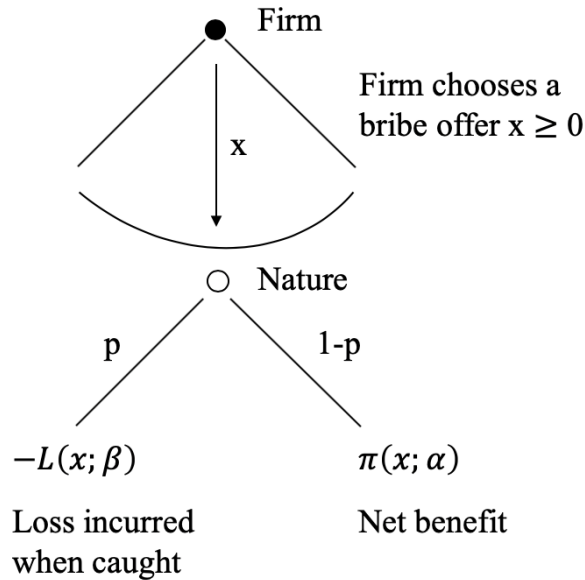 Firm
Firm chooses a
bribe offer x ≥ 0
x
Nature
p
1-p
−L(x; β)
π(x; α)
Loss incurred
when caught
Net benefit